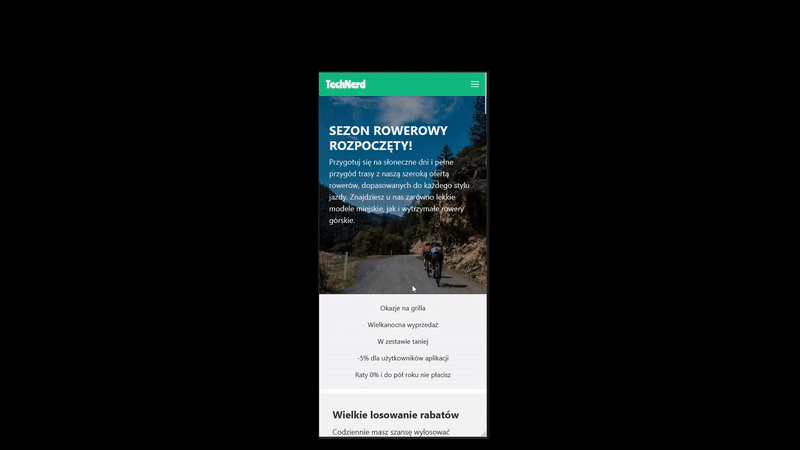 TechNerd
SEZON ROWEROWY
ROZPOCZĘTY!
Przygotuj się na słoneczne dni i pełne
przygód trasy z naszą szeroką ofertą
rowerów, dopasowanych do każdego stylu
jazdy. Znajdziesz u nas zarówno lekkie
modele miejskie, jak i wytrzymałe rowery
górskie.
Okazje na grilla
Wielkanocna wyprzedaż
W zestawie taniej
-5% dla użytkowników aplikacji
Raty 0% i do pół roku nie płacisz
Wielkie losowanie rabatów
Codziennie masz szansę wylosować